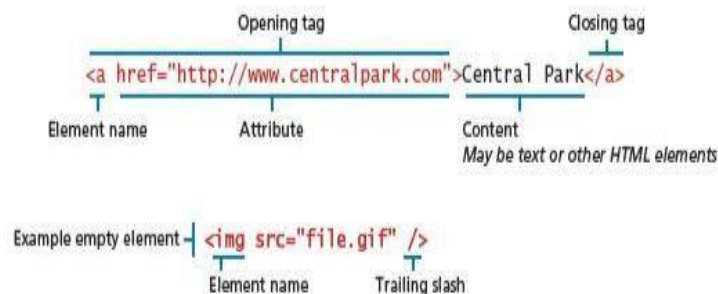 Opening tag
Closing tag
<a href="http://www.centralpark.com">Central Park</a>
Element name
Attribute
Content
May be text or other HTML elements
Example empty element
<img src="file.gif" />
Element name
Trailing slash